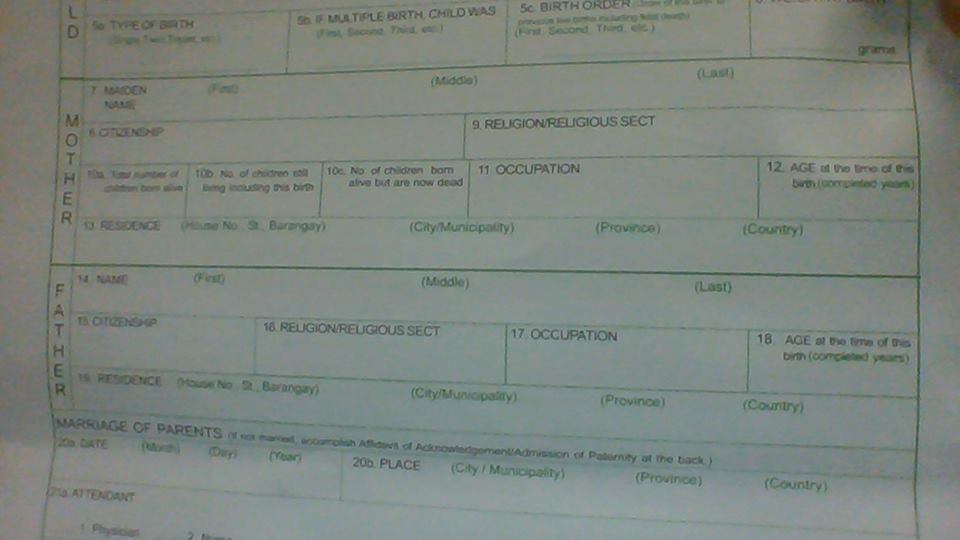 L
D
5a. TYPE OF BIRTH
(Single, Twin, Triplet, etc.)
5b. IF MULTIPLE BIRTH, CHILD WAS
(First, Second, Third, etc.)
5c. BIRTH ORDER
previous live births including fetal death)
(First, Second, Third, etc.)
grams
MOTHER
7. MAIDEN
NAME
(First)
(Middle)
(Last)
8. CITIZENSHIP
9. RELIGION/RELIGIOUS SECT
10a. Total number of
children born alive
10b. No. of children still
living including this birth
10c. No. of children born
alive but are now dead
11 OCCUPATION
12. AGE at the time of this
birth (completed years)
13. RESIDENCE (House No. St., Barangay) (City/Municipality) (Province) (Country)
FATHER
14. NAME (First) (Middle) (Last)
15. CITIZENSHIP
16. RELIGION/RELIGIOUS SECT
17. OCCUPATION
18. AGE at the time of this
birth (completed years)
19. RESIDENCE (House No. St., Barangay) (City/Municipality) (Province) (Country)
MARRIAGE OF PARENTS (If not married, accomplish Affidavit of Acknowledgement/Admission of Paternity at the back.)
20a. DATE (Month) (Day) (Year)
20b. PLACE (City / Municipality) (Province) (Country)
21a. ATTENDANT
1. Physician
2. Nurse